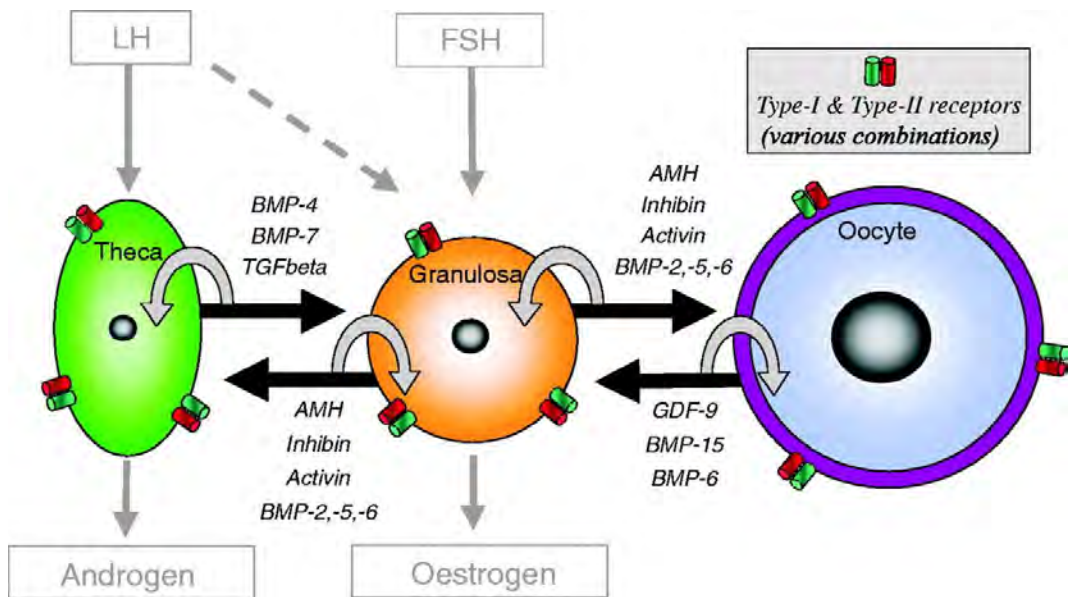 LH
FSH
Type-I & Type-II receptors
(various combinations)
BMP-4
BMP-7
TGFbeta
AMH
Inhibin
Activin
BMP-2,-5,-6
Theca
Granulosa
Oocyte
AMH
Inhibin
Activin
BMP-2,-5,-6
GDF-9
BMP-15
BMP-6
Androgen
Oestrogen